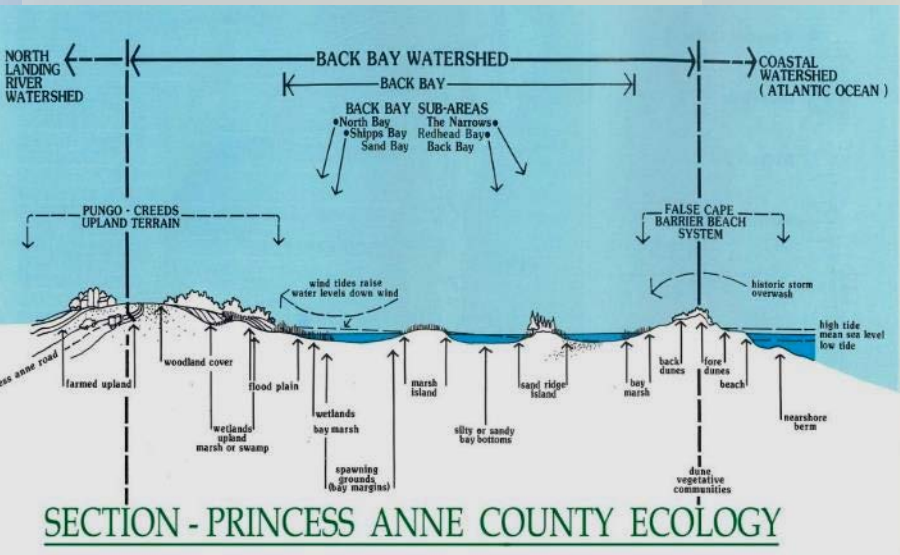 NORTH
LANDING
RIVER
WATERSHED
BACK BAY WATERSHED
COASTAL
WATERSHED
( ATLANTIC OCEAN )
BACK BAY
BACK BAY SUB-AREAS
•North Bay
•Shipps Bay
Sand Bay
The Narrows•
Redhead Bay•
Back Bay
PUNGO - CREEDS
UPLAND TERRAIN
FALSE CAPE
BARRIER BEACH
SYSTEM
wind tides raise
water levels down wind
historic storm
overwash
high tide
mean sea level
low tide
anne road
farmed upland
woodland cover
wetlands
upland
marsh or swamp
flood plain
wetlands
bay marsh
spawning
grounds
(bay margins)
marsh
island
silty or sandy
bay bottoms
sand ridge
island
bay
marsh
back
dunes
fore
dunes
beach
nearshore
berm
dune
vegetative
communities
SECTION - PRINCESS ANNE COUNTY ECOLOGY